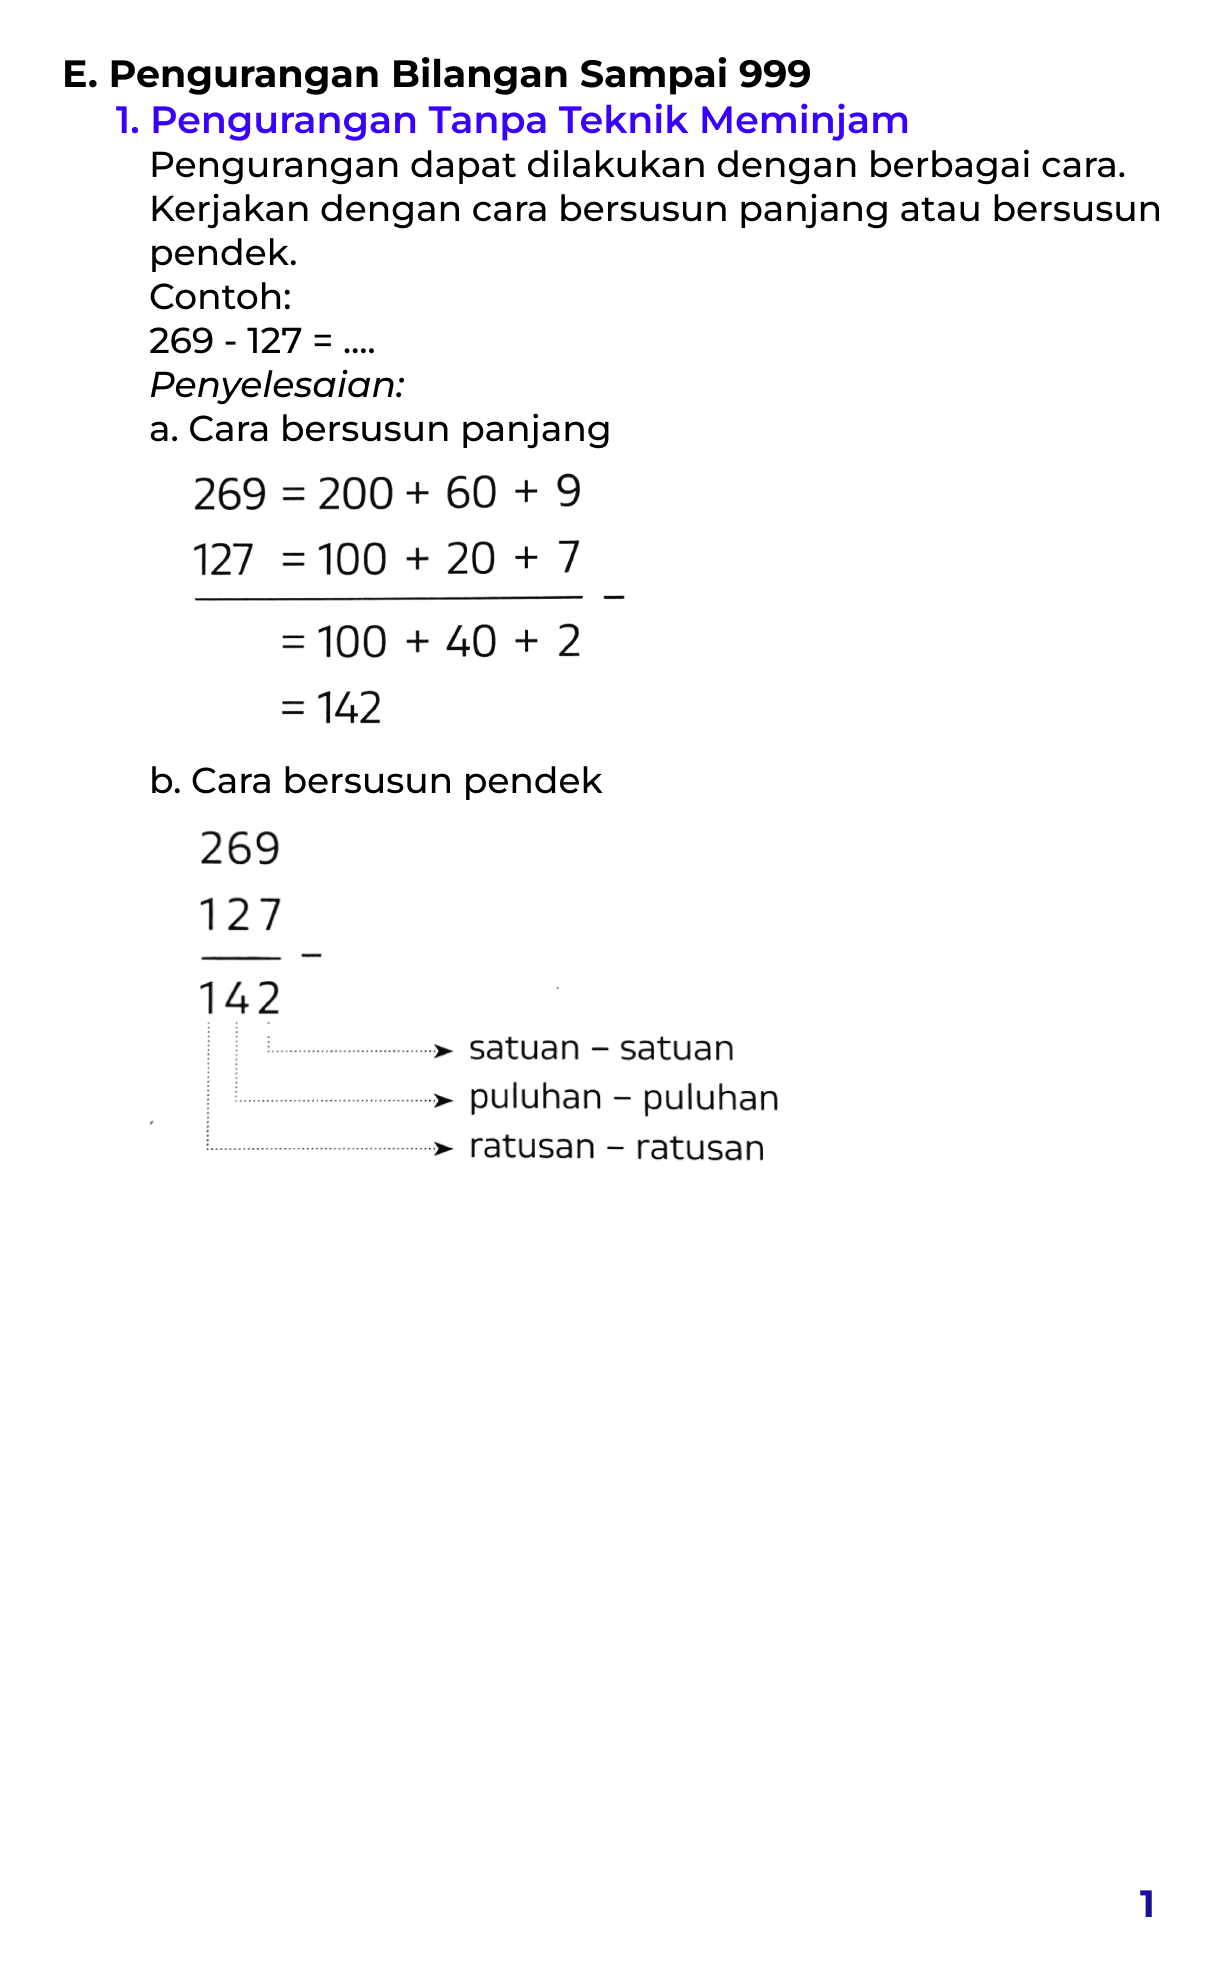 E. Pengurangan Bilangan Sampai 999
1. Pengurangan Tanpa Teknik Meminjam
Pengurangan dapat dilakukan dengan berbagai cara.
Kerjakan dengan cara bersusun panjang atau bersusun
pendek.
Contoh:
269 - 127 = ....
Penyelesaian:
a. Cara bersusun panjang
269 = 200 + 60 + 9
127 = 100 + 20 + 7
–
= 100 + 40 + 2
= 142
b. Cara bersusun pendek
269
127
–
142
satuan – satuan
puluhan – puluhan
ratusan – ratusan
1